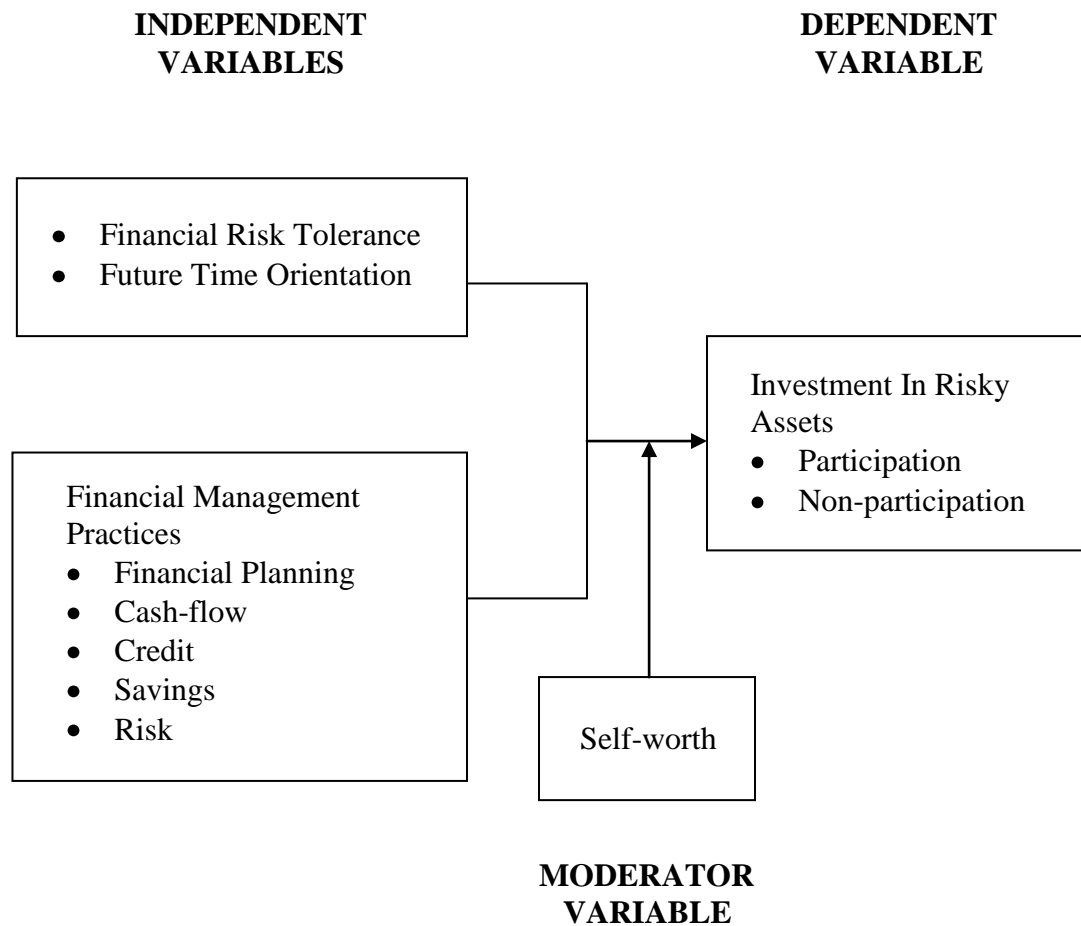 INDEPENDENT
VARIABLES
DEPENDENT
VARIABLE
• Financial Risk Tolerance
• Future Time Orientation
Investment In Risky
Assets
• Participation
• Non-participation
Financial Management
Practices
• Financial Planning
• Cash-flow
• Credit
• Savings
• Risk
Self-worth
MODERATOR
VARIABLE